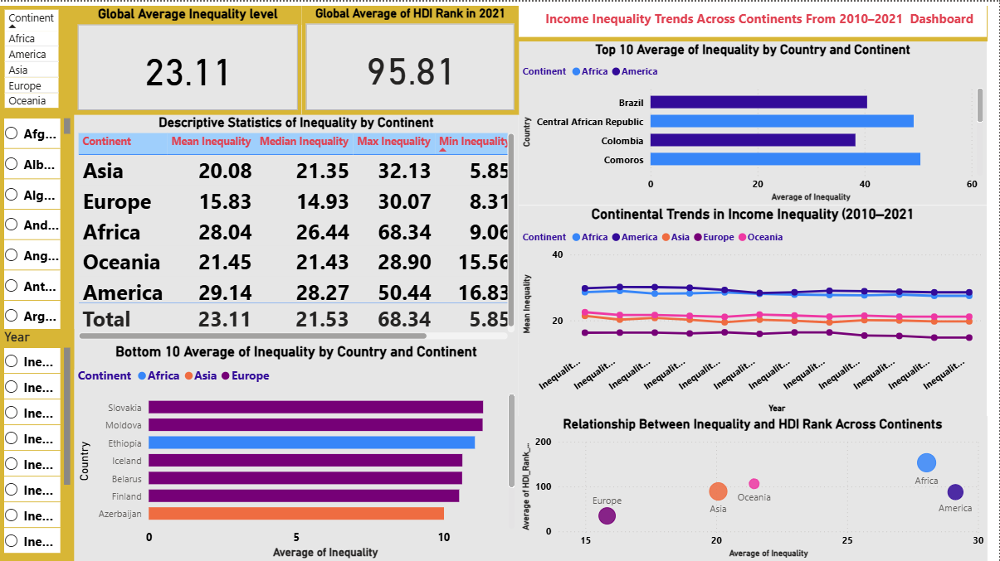 Continent
Africa
America
Asia
Europe
Oceania
Afg...
Alb...
Alg...
And...
Ang...
Ant...
Arg...
Year
Ine...
Ine...
Ine...
Ine...
Ine...
Ine...
Ine...
Ine...
Global Average Inequality level
23.11
Global Average of HDI Rank in 2021
95.81
Descriptive Statistics of Inequality by Continent
Continent Mean Inequality Median Inequality Max Inequality Min Inequality
Asia 20.08 21.35 32.13 5.85
Europe 15.83 14.93 30.07 8.31
Africa 28.04 26.44 68.34 9.06
Oceania 21.45 21.43 28.90 15.56
America 29.14 28.27 50.44 16.83
Total 23.11 21.53 68.34 5.85
Bottom 10 Average of Inequality by Country and Continent
Continent Africa Asia Europe
Country
Slovakia
Moldova
Ethiopia
Iceland
Belarus
Finland
Azerbaijan
0 5 10
Average of Inequality
Income Inequality Trends Across Continents From 2010–2021 Dashboard
Top 10 Average of Inequality by Country and Continent
Continent Africa America
Country
Brazil
Central African Republic
Colombia
Comoros
0 20 40 60
Average of Inequality
Continental Trends in Income Inequality (2010–2021
Continent Africa America Asia Europe Oceania
Mean Inequality
40
20
Inequalit... Inequalit... Inequalit... Inequalit... Inequalit... Inequalit... Inequalit... Inequalit... Inequalit... Inequalit... Inequalit... Inequalit...
Year
Relationship Between Inequality and HDI Rank Across Continents
Average of HDI_Rank_...
200
100
0
Europe
Asia
Oceania
Africa
America
15 20 25 30
Average of Inequality